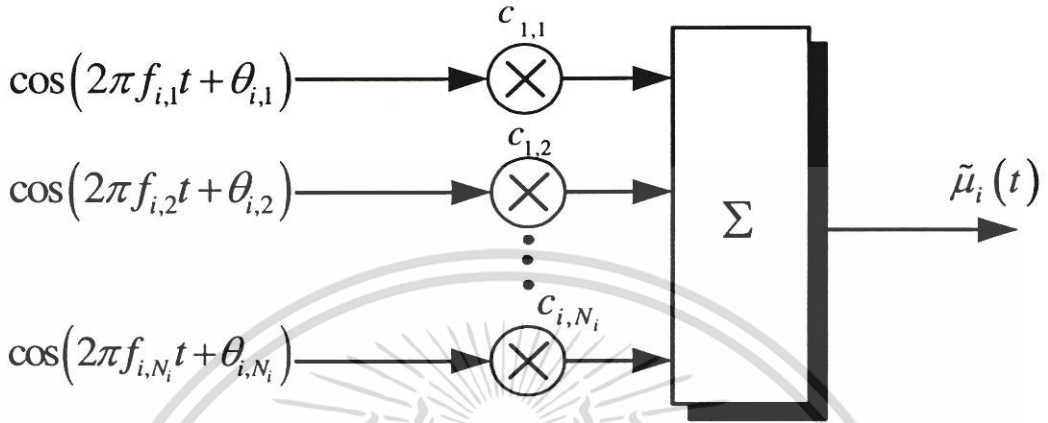 c_{1,1}
cos(2πf_{i,1}t + θ_{i,1})
c_{1,2}
cos(2πf_{i,2}t + θ_{i,2})
Σ
μ̃_i(t)
c_{i,N_i}
cos(2πf_{i,N_i}t + θ_{i,N_i})